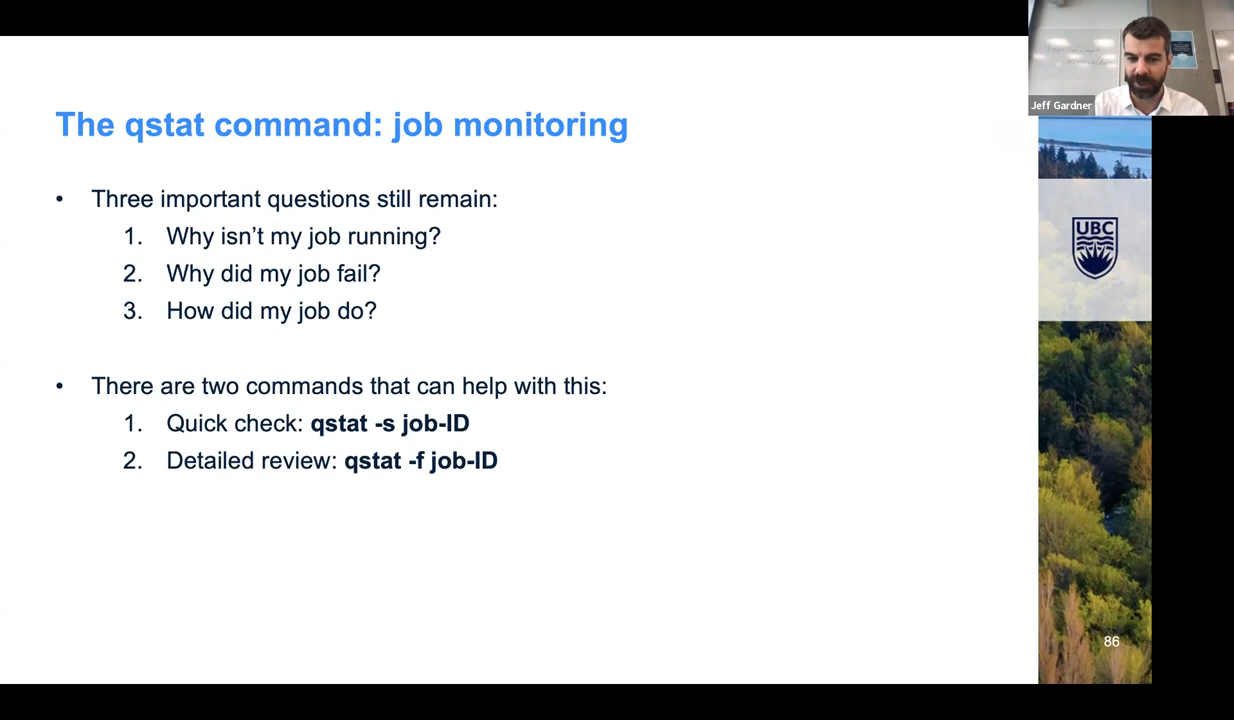 The qstat command: job monitoring
• Three important questions still remain:
1. Why isn’t my job running?
2. Why did my job fail?
3. How did my job do?
• There are two commands that can help with this:
1. Quick check: qstat -s job-ID
2. Detailed review: qstat -f job-ID
Jeff Gardner
UBC
86